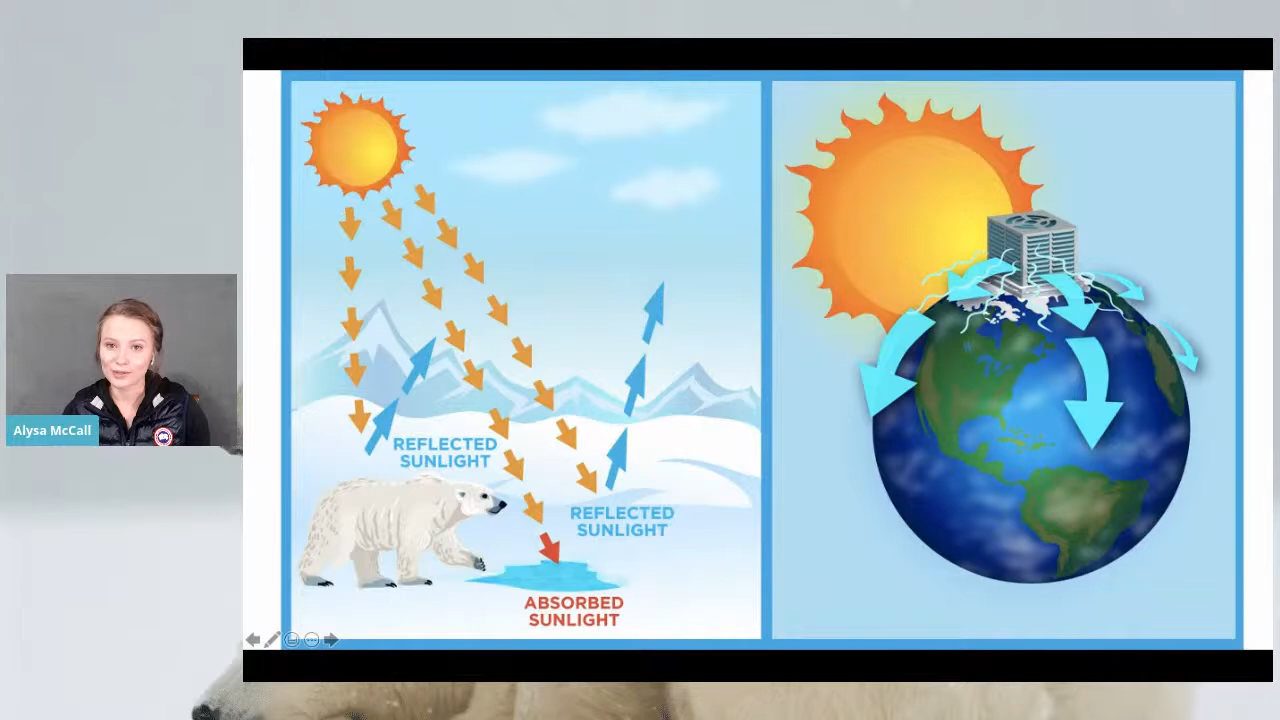 Alysa McCall
REFLECTED
SUNLIGHT
REFLECTED
SUNLIGHT
ABSORBED
SUNLIGHT